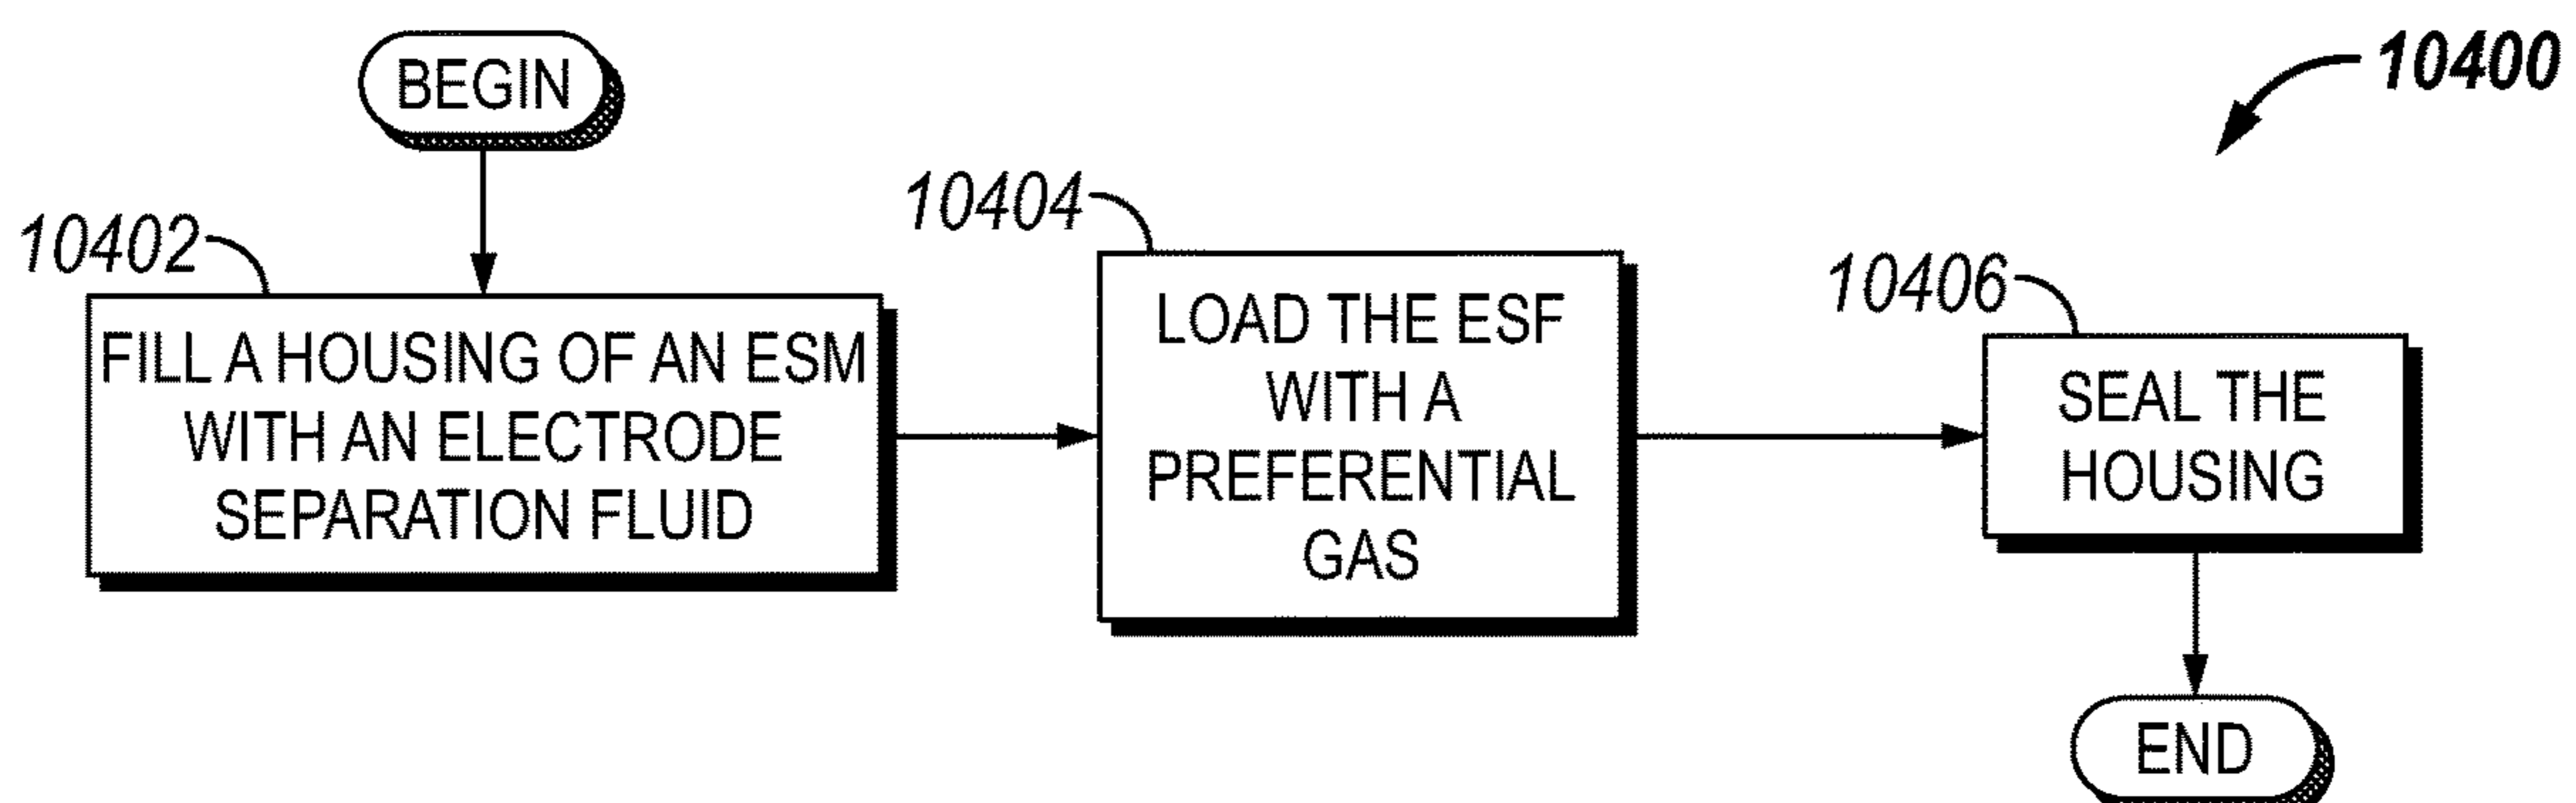 BEGIN
10400
10402
FILL A HOUSING OF AN ESM
WITH AN ELECTRODE
SEPARATION FLUID
10404
LOAD THE ESF
WITH A
PREFERENTIAL
GAS
10406
SEAL THE
HOUSING
END